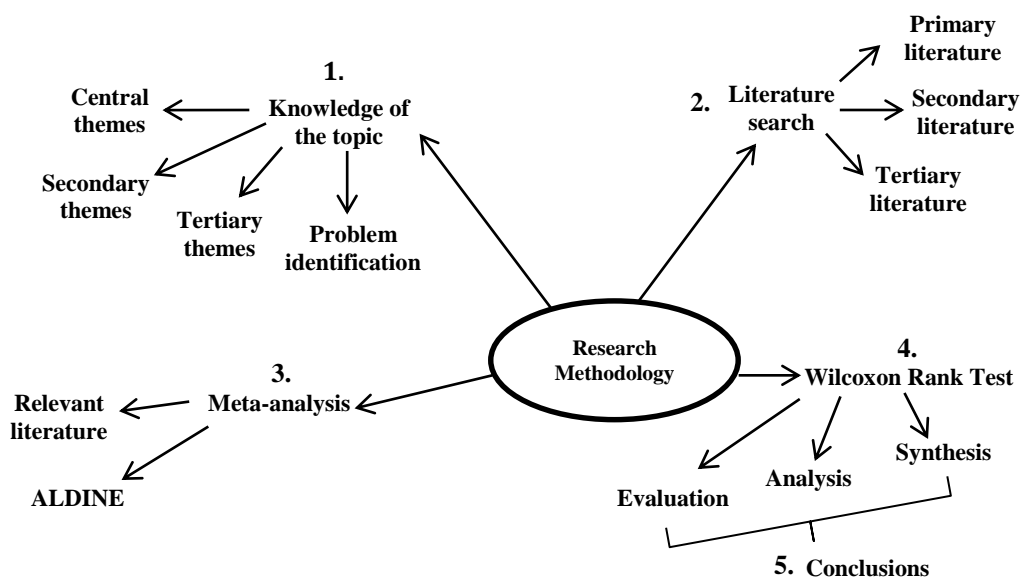 1.
Knowledge of
the topic
Central
themes
Secondary
themes
Tertiary
themes
Problem
identification
2. Literature
search
Primary
literature
Secondary
literature
Tertiary
literature
Research
Methodology
3.
Meta-analysis
Relevant
literature
ALDINE
4.
Wilcoxon Rank Test
Evaluation
Analysis
Synthesis
5. Conclusions